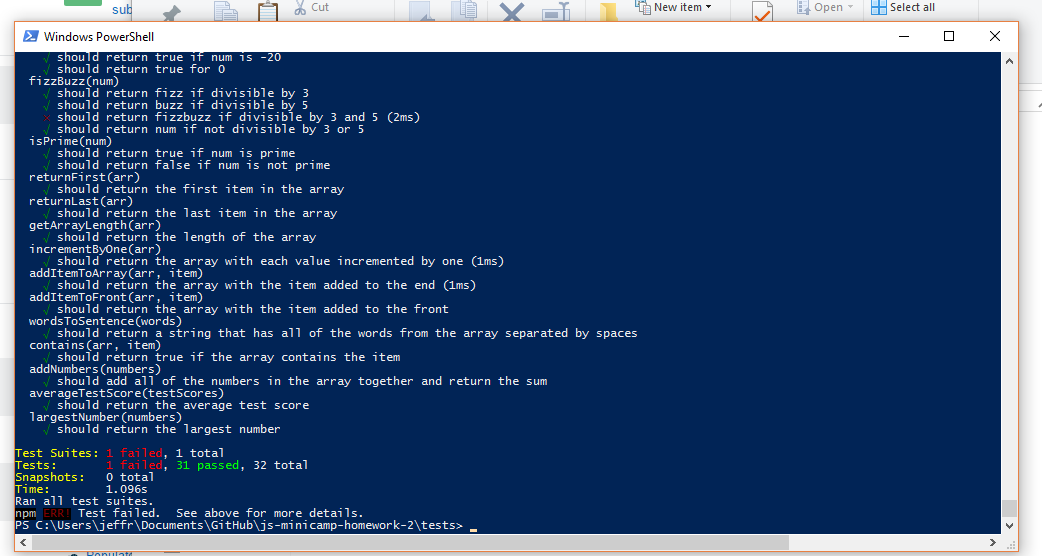 sub
Cut
New item
Open
Select all
Windows PowerShell
√ should return true if num is -20
√ should return true for 0
fizzBuzz(num)
√ should return fizz if divisible by 3
√ should return buzz if divisible by 5
× should return fizzbuzz if divisible by 3 and 5 (2ms)
√ should return num if not divisible by 3 or 5
isPrime(num)
√ should return true if num is prime
√ should return false if num is not prime
returnFirst(arr)
√ should return the first item in the array
returnLast(arr)
√ should return the last item in the array
getArrayLength(arr)
√ should return the length of the array
incrementByOne(arr)
√ should return the array with each value incremented by one (1ms)
addItemToArray(arr, item)
√ should return the array with the item added to the end (1ms)
addItemToFront(arr, item)
√ should return the array with the item added to the front
wordsToSentence(words)
√ should return a string that has all of the words from the array separated by spaces
contains(arr, item)
√ should return true if the array contains the item
addNumbers(numbers)
√ should add all of the numbers in the array together and return the sum
averageTestScore(testScores)
√ should return the average test score
largestNumber(numbers)
√ should return the largest number
Test Suites: 1 failed, 1 total
Tests: 1 failed, 31 passed, 32 total
Snapshots: 0 total
Time: 1.096s
Ran all test suites.
npm ERR! Test failed. See above for more details.
PS C:\Users\jeffr\Documents\GitHub\js-minicamp-homework-2\tests> _